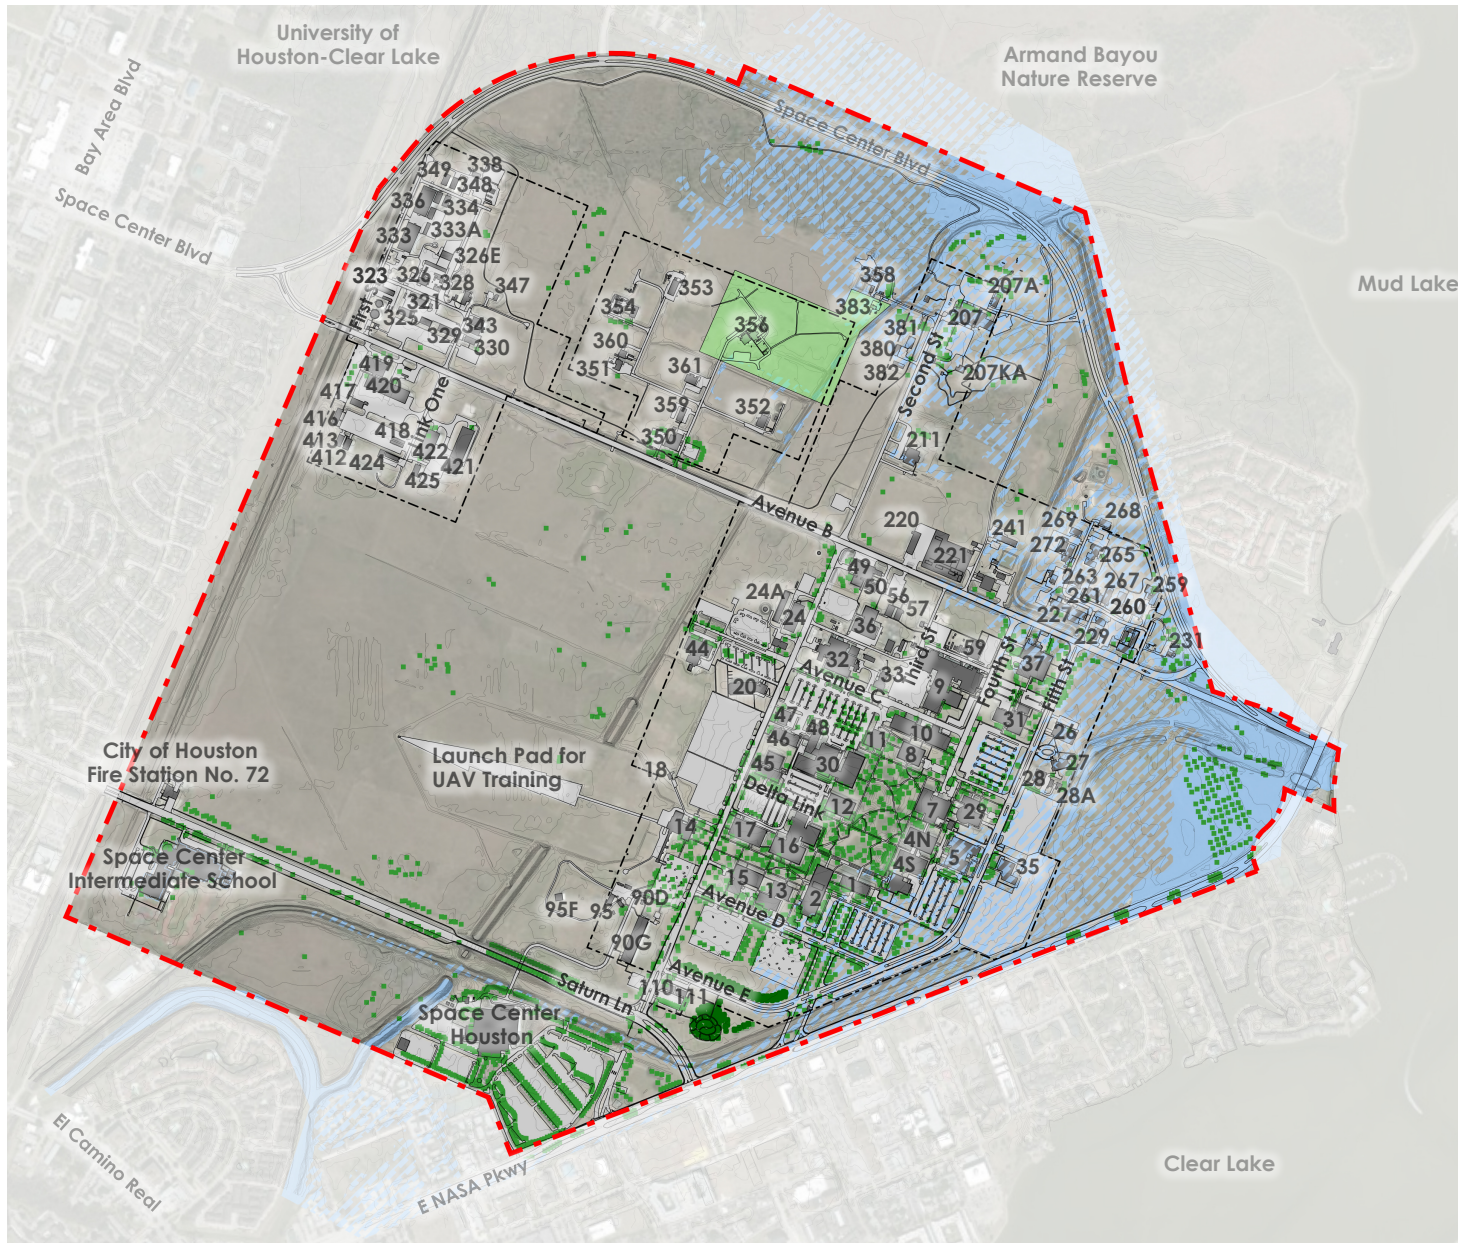 University of
Houston-Clear Lake
Armand Bayou
Nature Reserve
Bay Area Blvd
Space Center Blvd
Space Center Blvd
Mud Lake
349
338
348
336
334
333
333A
326E
323
326
328
347
321
325
329
343
330
First S
353
354
360
351
361
359
350
352
356
358
383
381
380
382
207A
207
207KA
Second St
211
419
420
417
416
413
412
418
424
422
421
425
nk One
Avenue B
220
221
241
269
268
272
265
263
267
259
261
260
227
229
231
49
50
56
57
24A
24
36
44
32
33
59
Third St
Fourth St
Fifth St
37
9
20
Avenue C
47
48
46
45
30
11
10
8
31
26
27
28
28A
18
Delta Link
12
7
29
14
17
16
4N
4S
5
35
15
13
2
1
Avenue D
90D
95F
95
90G
110
111
Avenue E
Saturn Ln
City of Houston
Fire Station No. 72
Launch Pad for
UAV Training
Space Center
Intermediate School
Space Center
Houston
El Camino Real
E NASA Pkwy
Clear Lake